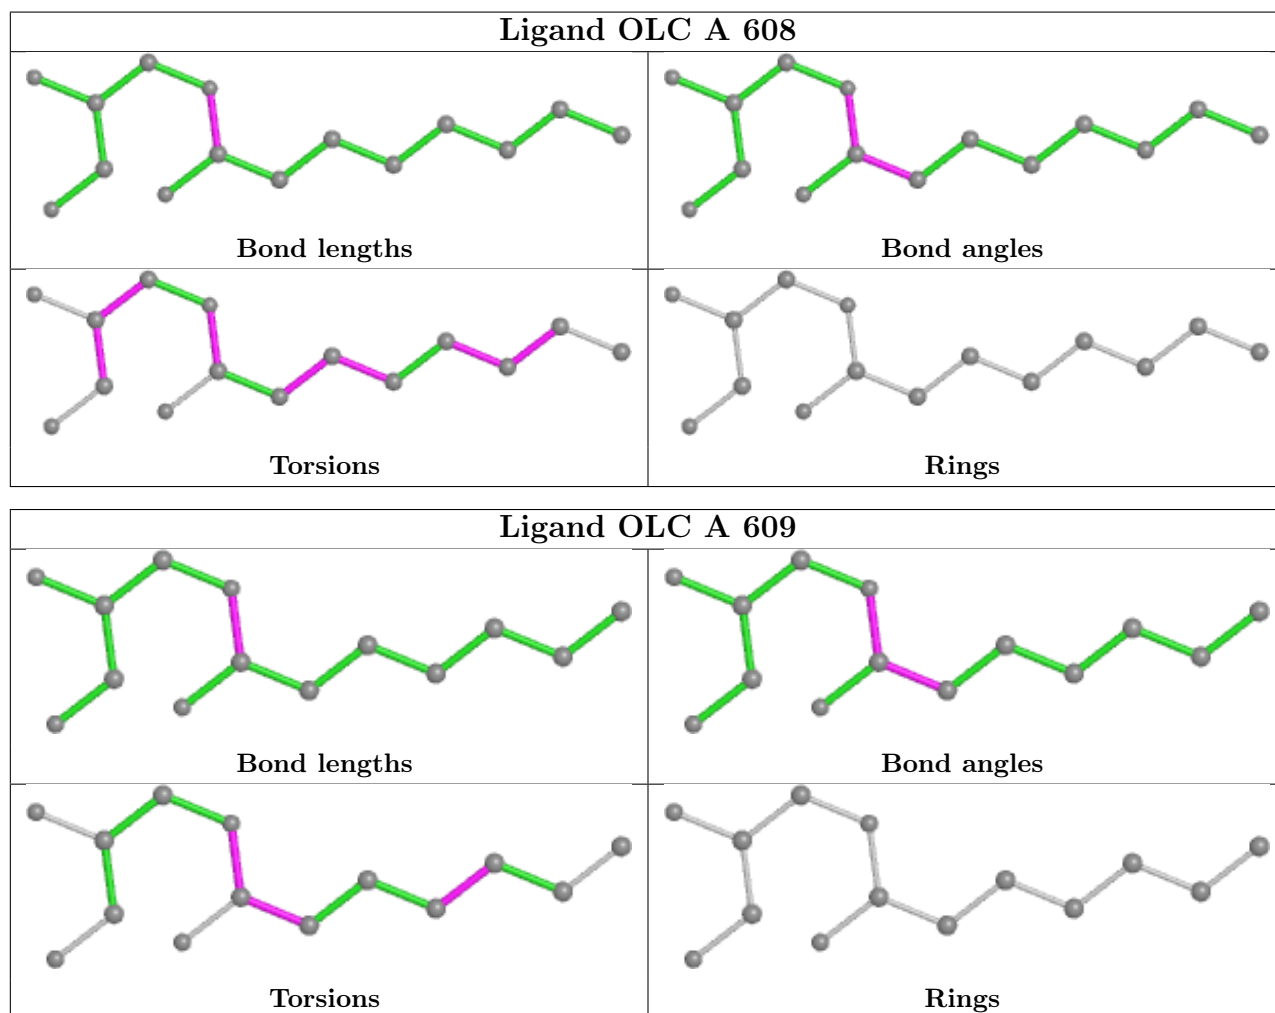 Ligand OLC A 608
Bond lengths
Bond angles
Torsions
Rings
Ligand OLC A 609
Bond lengths
Bond angles
Torsions
Rings